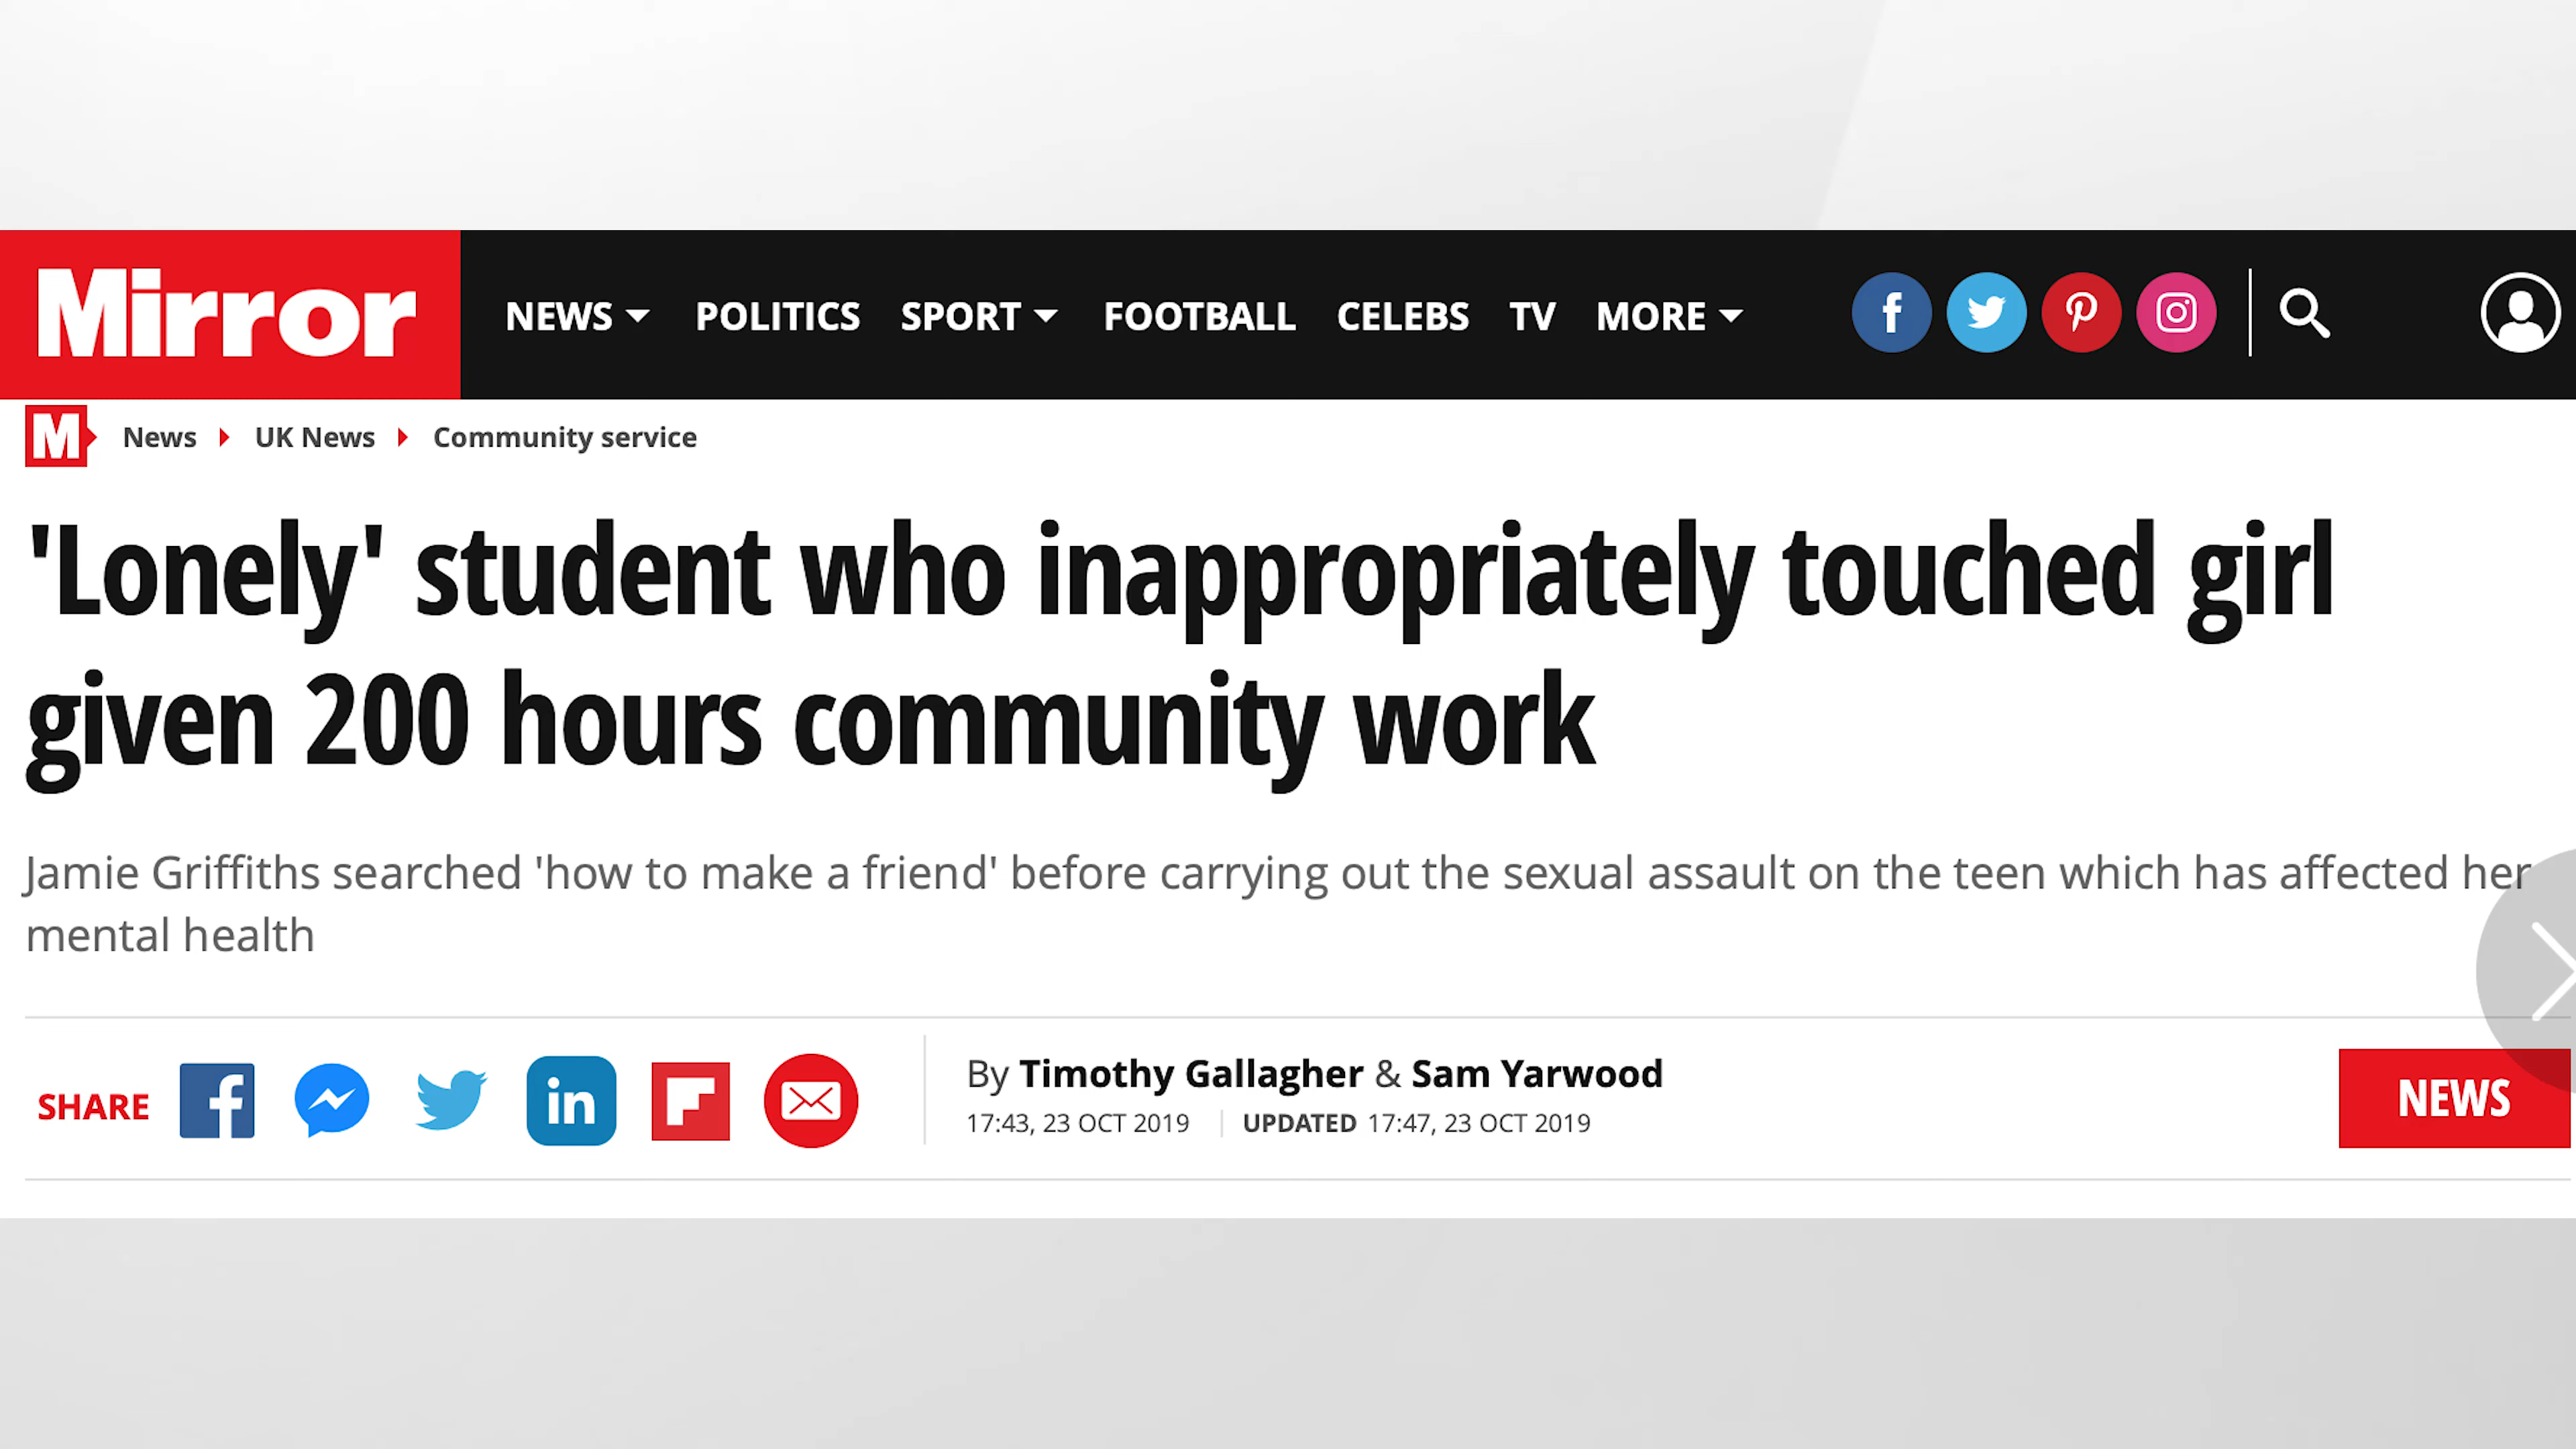 Mirror
NEWS POLITICS SPORT FOOTBALL CELEBS TV MORE
M News UK News Community service
'Lonely' student who inappropriately touched girl
given 200 hours community work
Jamie Griffiths searched 'how to make a friend' before carrying out the sexual assault on the teen which has affected her
mental health
SHARE
By Timothy Gallagher & Sam Yarwood
17:43, 23 OCT 2019 UPDATED 17:47, 23 OCT 2019
NEWS